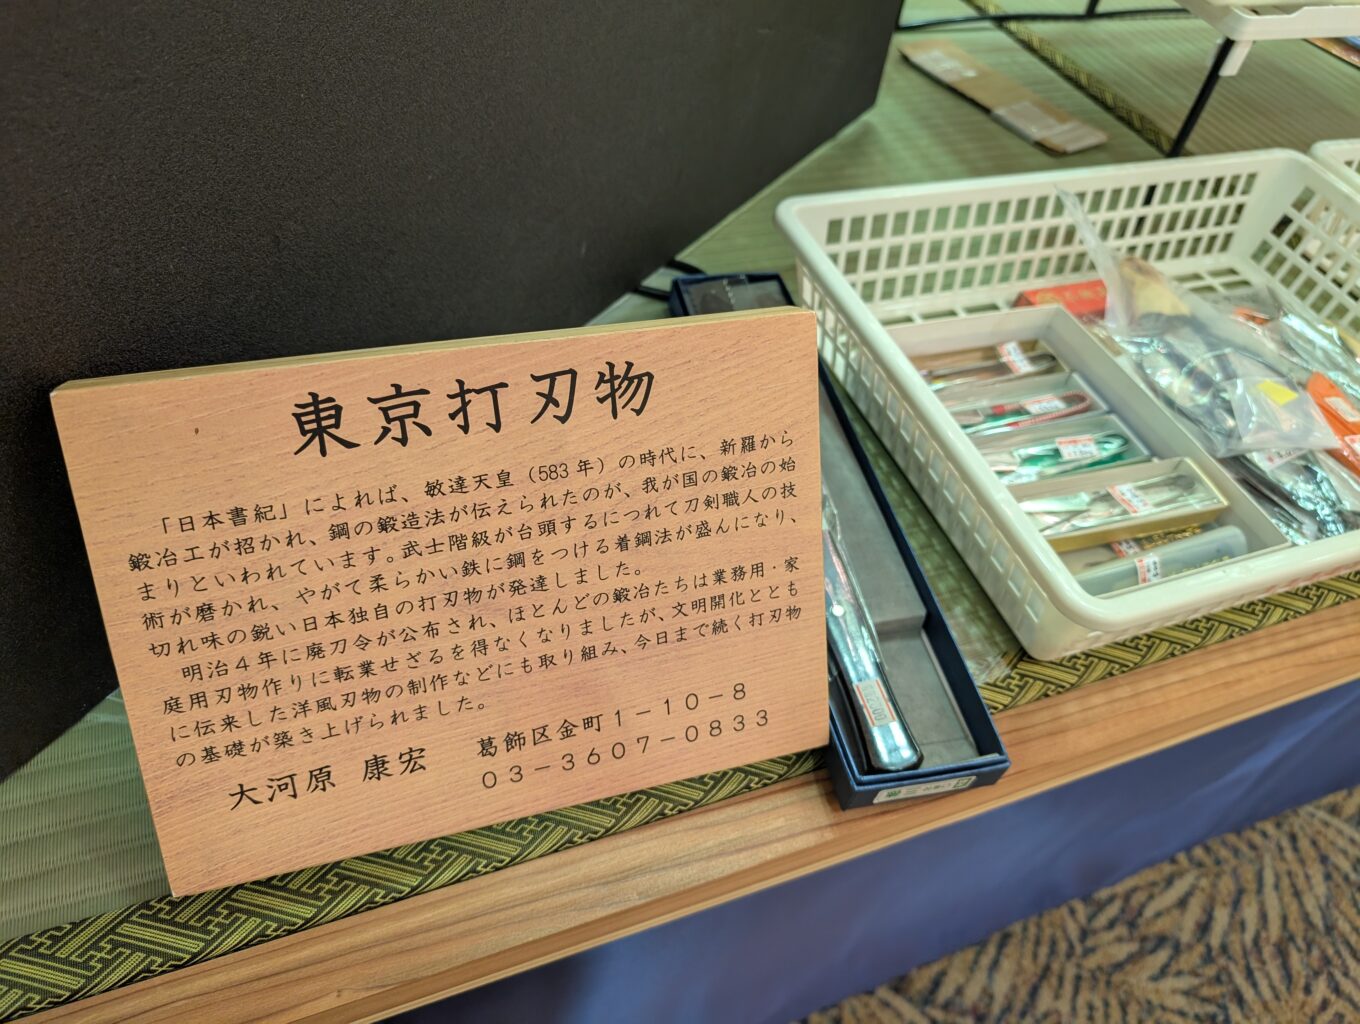 東京打刃物
「日本書紀」によれば、敏達天皇（583年）の時代に、新羅から
鍛冶工が招かれ、鋼の鍛造法が伝えられたのが、我が国の鍛冶の始
まりといわれています。武士階級が台頭するにつれて刀剣職人の技
術が磨かれ、やがて柔らかい鉄に鋼をつける着鋼法が盛んになり、
切れ味の鋭い日本独自の打刃物が発達しました。
明治４年に廃刀令が公布され、ほとんどの鍛冶たちは業務用・家
庭用刃物作りに転業せざるを得なくなりましたが、文明開化ととも
に伝来した洋風刃物の制作などにも取り組み、今日まで続く打刃物
の基礎が築き上げられました。
大河原 康宏
葛飾区金町１－１０－８
０３－３６０７－０８３３